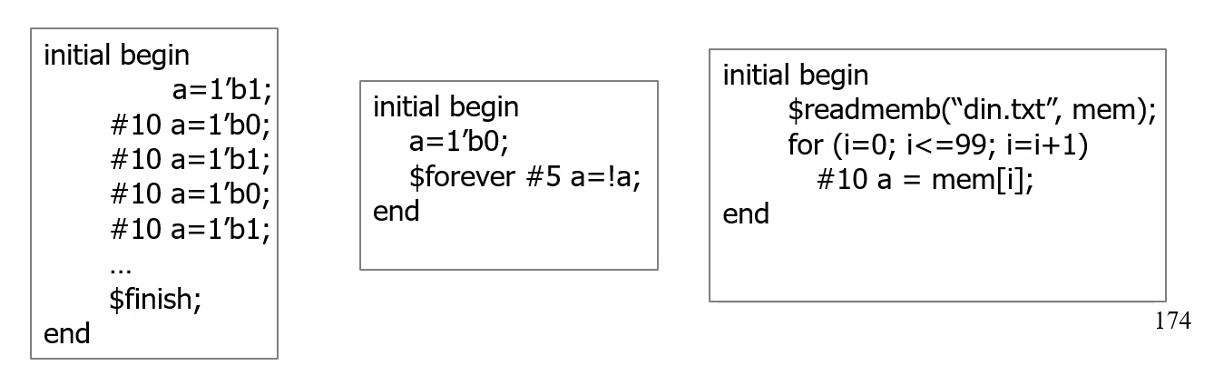 initial begin
a=1’b1;
#10 a=1’b0;
#10 a=1’b1;
#10 a=1’b0;
#10 a=1’b1;
...
$finish;
end
initial begin
a=1’b0;
$forever #5 a=!a;
end
initial begin
$readmemb(“din.txt”, mem);
for (i=0; i<=99; i=i+1)
#10 a = mem[i];
end
174